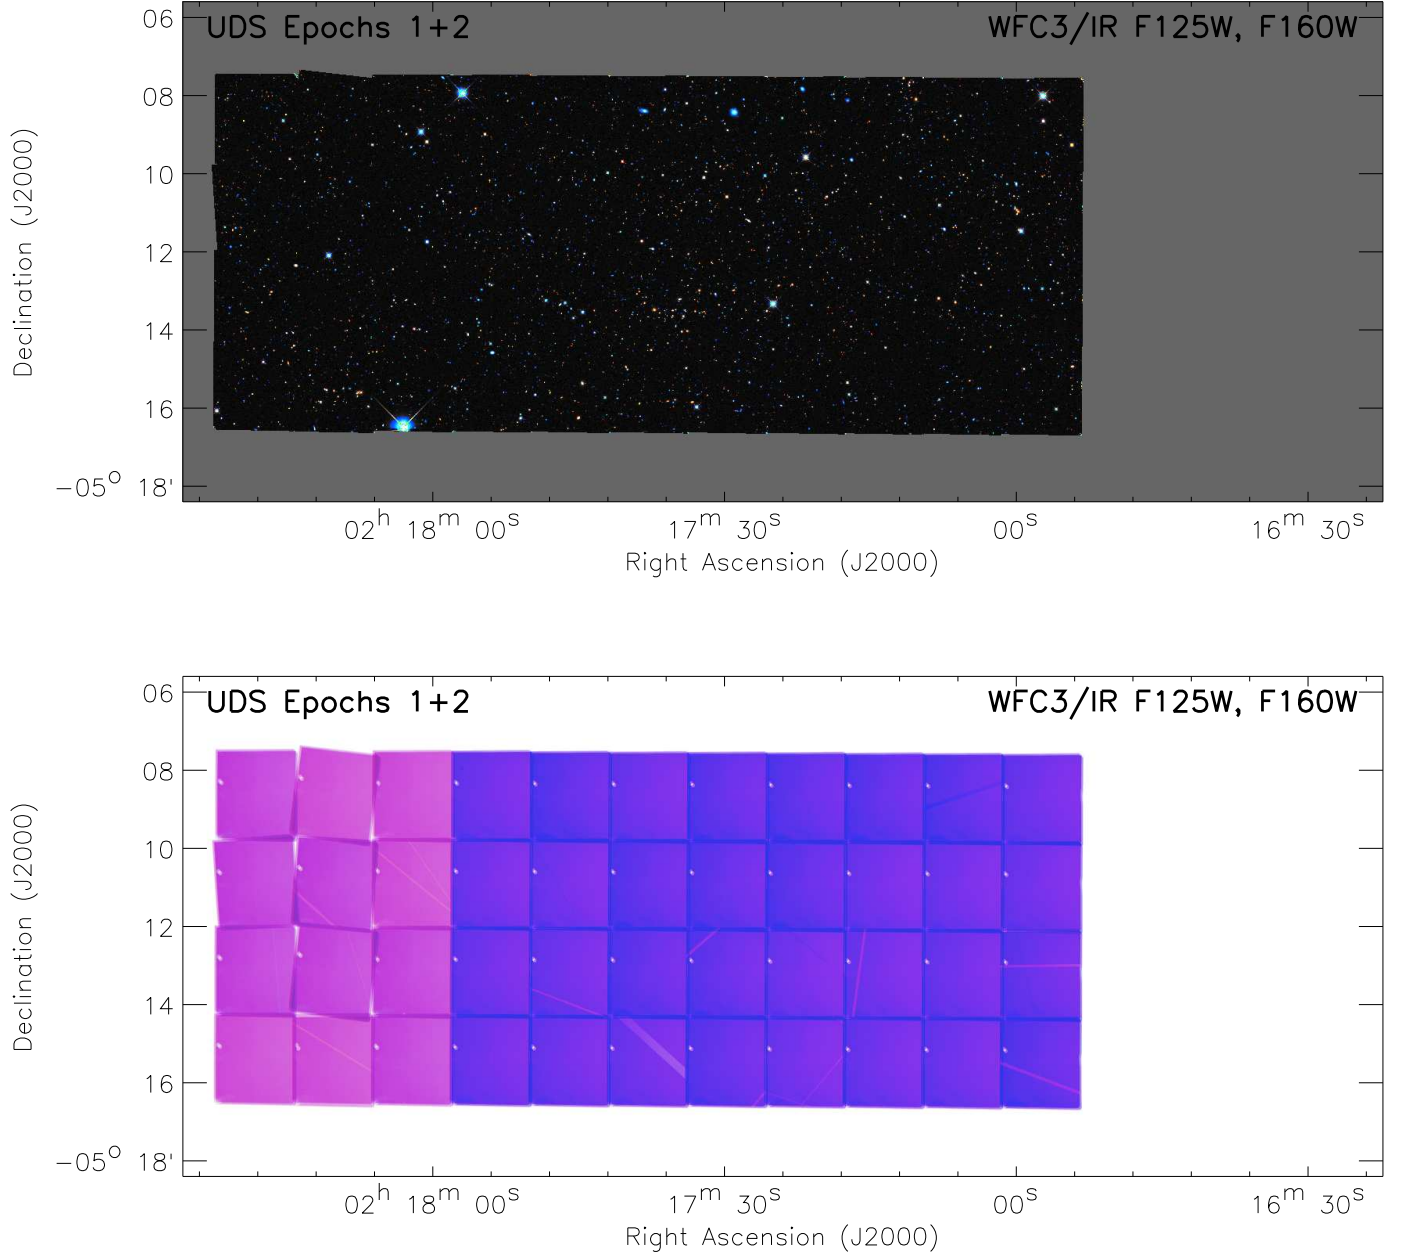 UDS Epochs 1+2 WFC3/IR F125W, F160W
06
08
10
12
14
16
-05° 18'
Declination (J2000)
02h 18m 00s 17m 30s 00s 16m 30s
Right Ascension (J2000)
UDS Epochs 1+2 WFC3/IR F125W, F160W
06
08
10
12
14
16
-05° 18'
Declination (J2000)
02h 18m 00s 17m 30s 00s 16m 30s
Right Ascension (J2000)